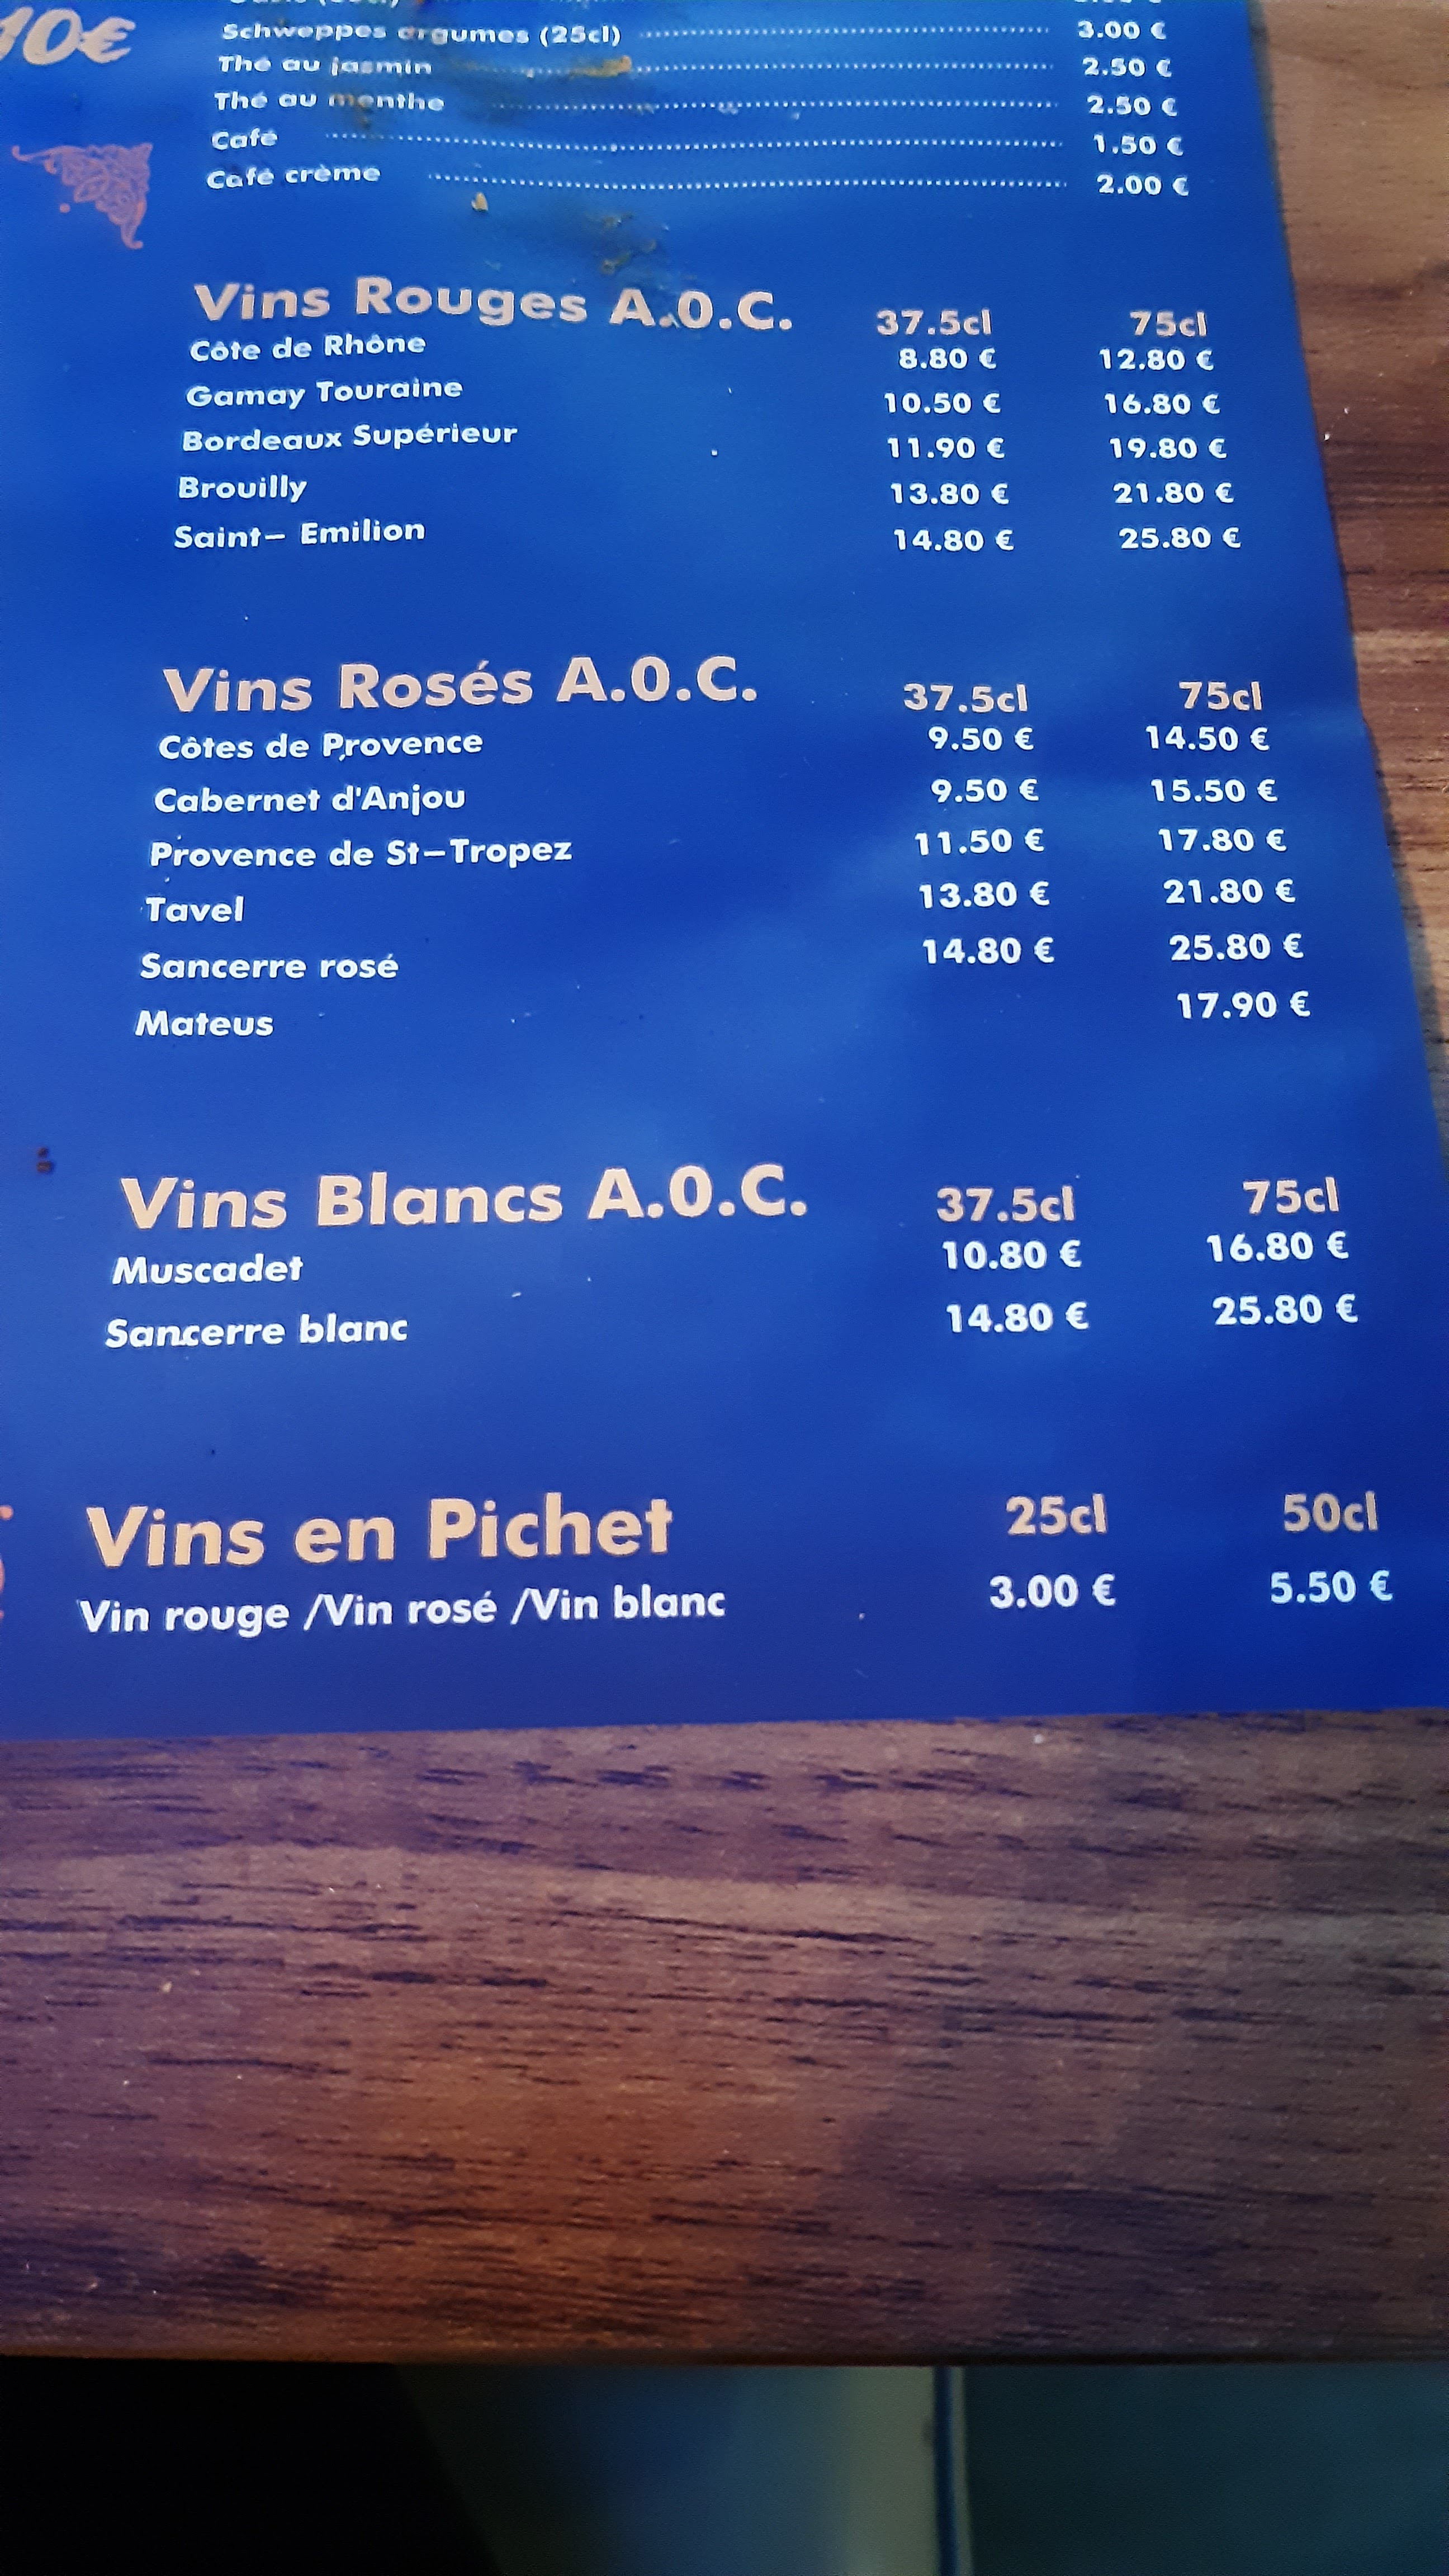 10€
Schweppes argumes (25cl) 3.00 €
Thé au jasmin 2.50 €
Thé au menthe 2.50 €
Café 1.50 €
Café crème 2.00 €
Vins Rouges A.O.C. 37.5cl 75cl
Côte de Rhône 8.80 € 12.80 €
Gamay Touraine 10.50 € 16.80 €
Bordeaux Supérieur 11.90 € 19.80 €
Brouilly 13.80 € 21.80 €
Saint- Emilion 14.80 € 25.80 €
Vins Rosés A.O.C. 37.5cl 75cl
Côtes de Provence 9.50 € 14.50 €
Cabernet d'Anjou 9.50 € 15.50 €
Provence de St-Tropez 11.50 € 17.80 €
Tavel 13.80 € 21.80 €
Sancerre rosé 14.80 € 25.80 €
Mateus 17.90 €
Vins Blancs A.O.C. 37.5cl 75cl
Muscadet 10.80 € 16.80 €
Sancerre blanc 14.80 € 25.80 €
Vins en Pichet 25cl 50cl
Vin rouge /Vin rosé /Vin blanc 3.00 € 5.50 €